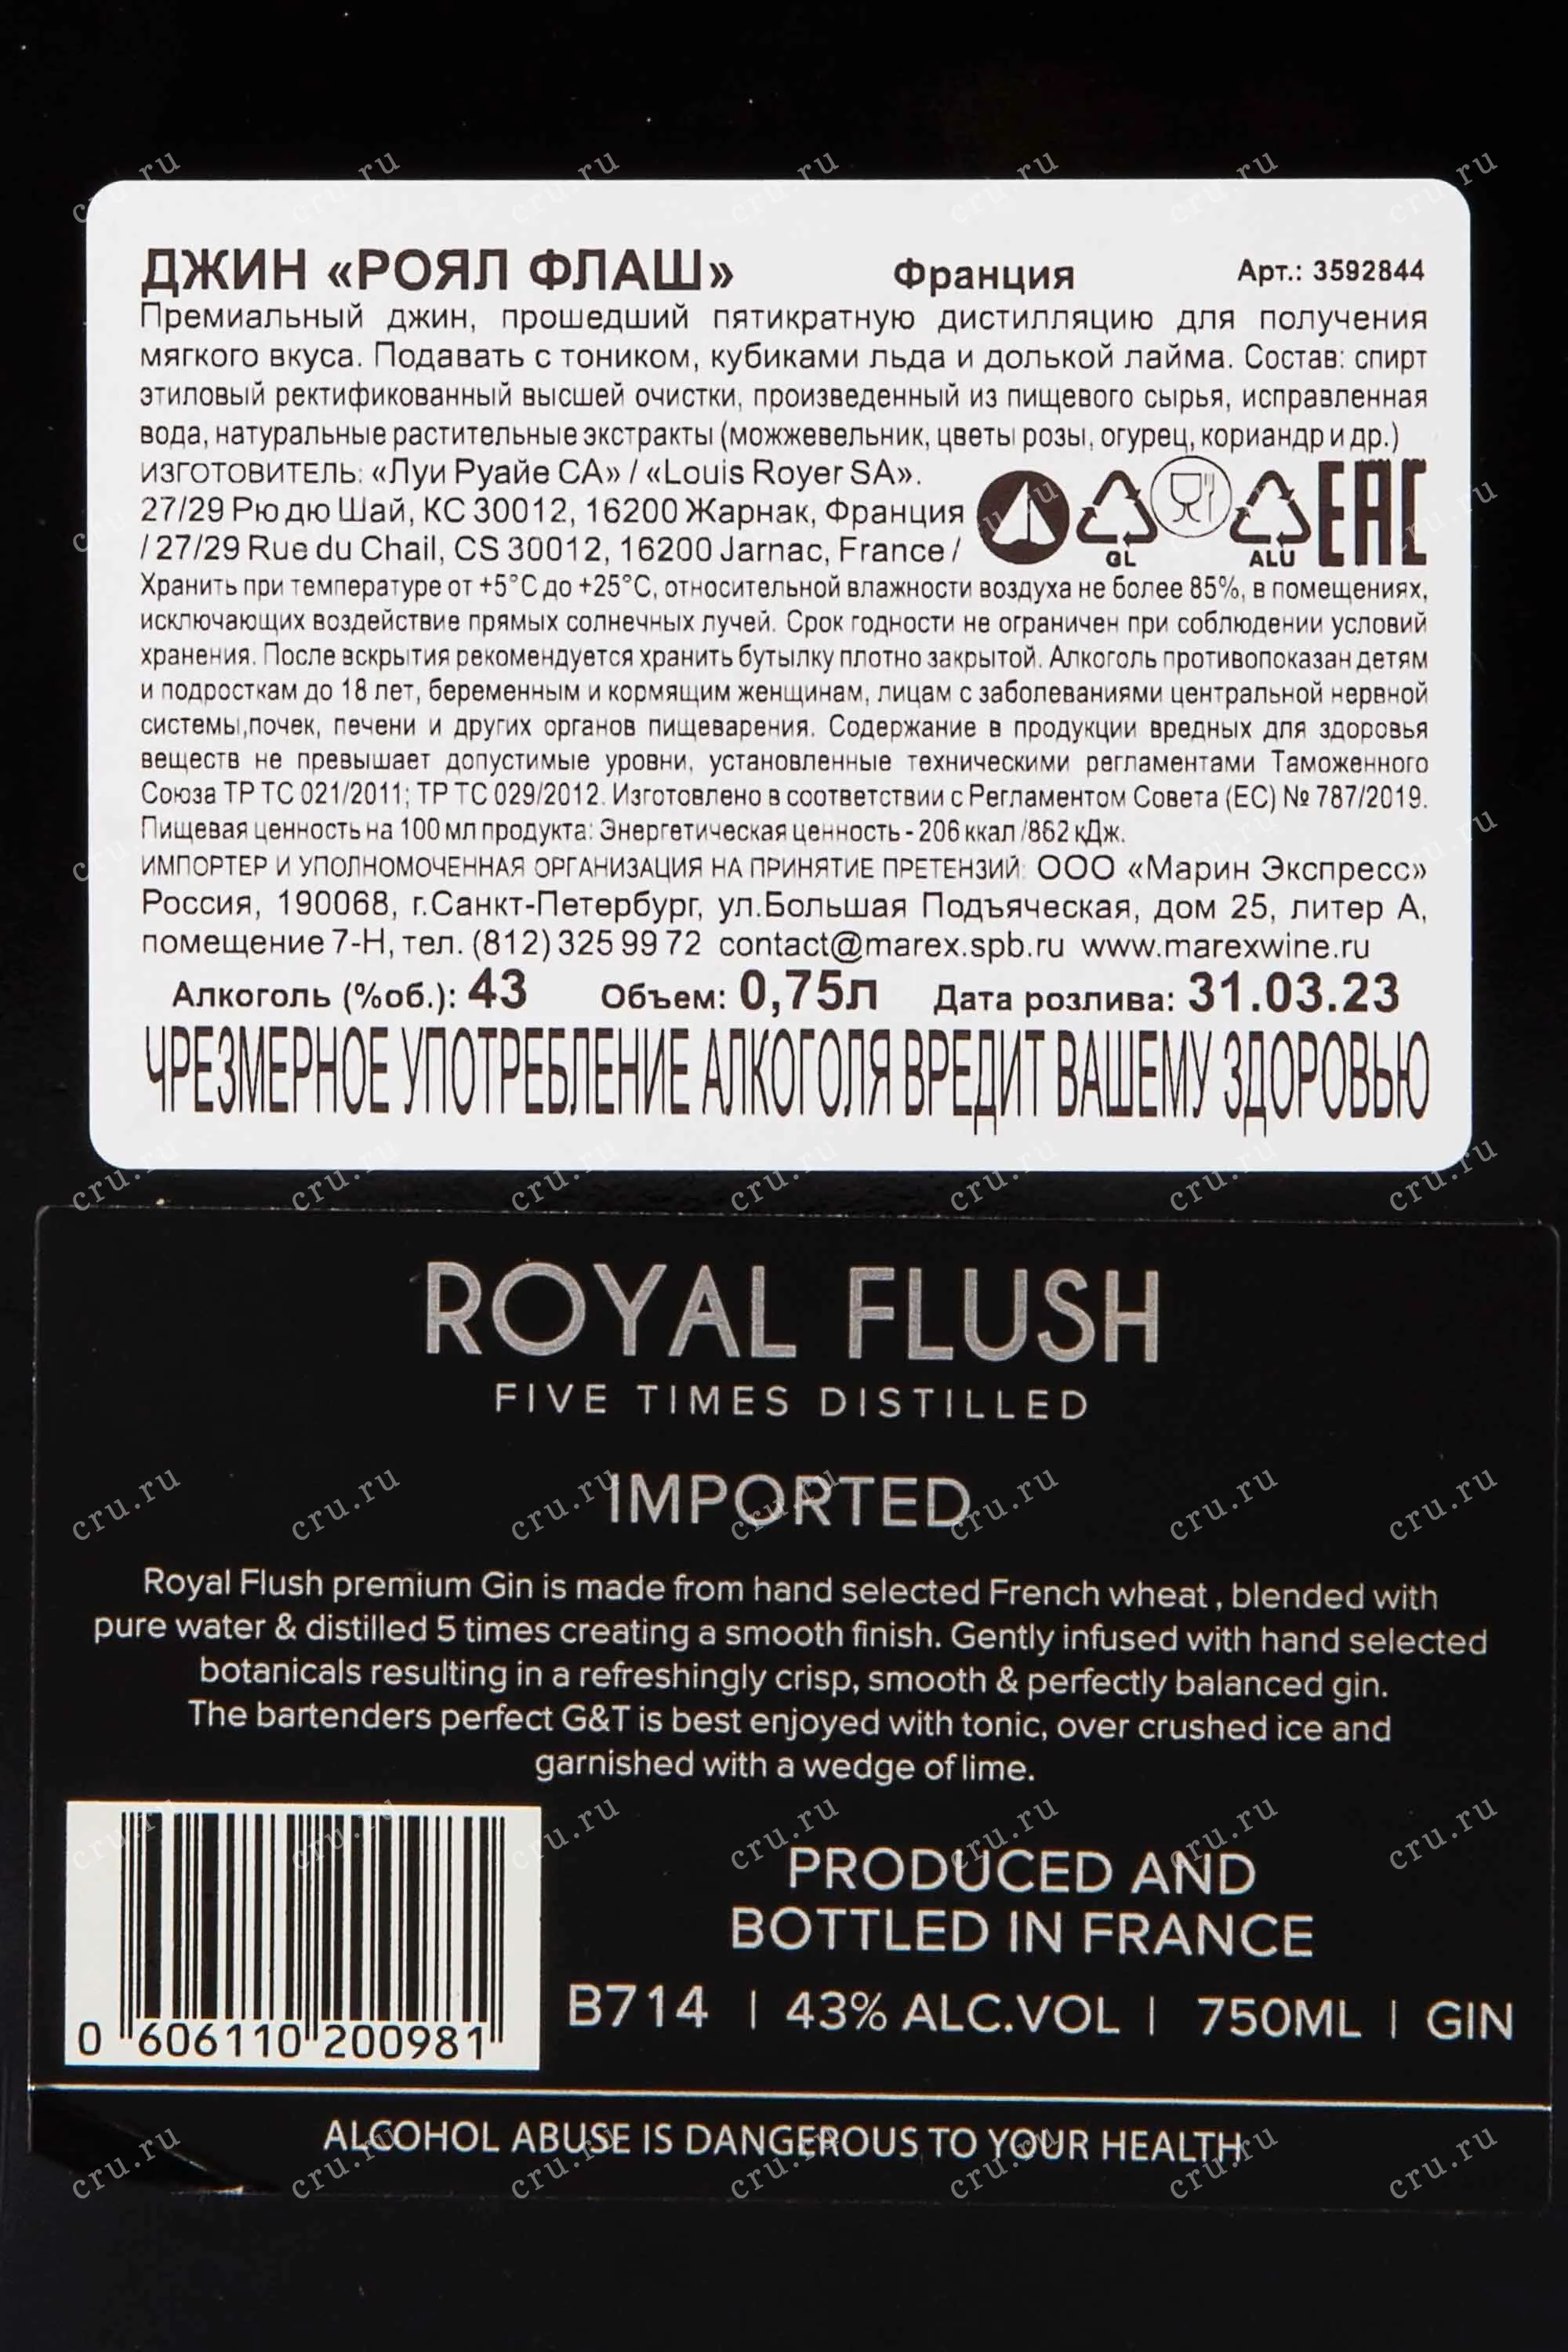 ДЖИН «РОЯЛ ФЛАШ» Франция Арт.: 3592844
Премиальный джин, прошедший пятикратную дистилляцию для получения
мягкого вкуса. Подавать с тоником, кубиками льда и долькой лайма. Состав: спирт
этиловый ректификованный высшей очистки, произведенный из пищевого сырья, исправленная
вода, натуральные растительные экстракты (можжевельник, цветы розы, огурец, кориандр и др.)
ИЗГОТОВИТЕЛЬ: «Луи Руайе СА» / «Louis Royer SA».
27/29 Рю дю Шай, КС 30012, 16200 Жарнак, Франция
/ 27/29 Rue du Chail, CS 30012, 16200 Jarnac, France /
GL ALU EAC
Хранить при температуре от +5°С до +25°С, относительной влажности воздуха не более 85%, в помещениях,
исключающих воздействие прямых солнечных лучей. Срок годности не ограничен при соблюдении условий
хранения. После вскрытия рекомендуется хранить бутылку плотно закрытой. Алкоголь противопоказан детям
и подросткам до 18 лет, беременным и кормящим женщинам, лицам с заболеваниями центральной нервной
системы,почек, печени и других органов пищеварения. Содержание в продукции вредных для здоровья
веществ не превышает допустимые уровни, установленные техническими регламентами Таможенного
Союза ТР ТС 021/2011; ТР ТС 029/2012. Изготовлено в соответствии с Регламентом Совета (ЕС) № 787/2019.
Пищевая ценность на 100 мл продукта: Энергетическая ценность - 206 ккал /862 кДж.
ИМПОРТЕР И УПОЛНОМОЧЕННАЯ ОРГАНИЗАЦИЯ НА ПРИНЯТИЕ ПРЕТЕНЗИЙ: ООО «Марин Экспресс»
Россия, 190068, г.Санкт-Петербург, ул.Большая Подъяческая, дом 25, литер А,
помещение 7-Н, тел. (812) 325 99 72 contact@marex.spb.ru www.marexwine.ru
Алкоголь (%об.): 43 Объем: 0,75л Дата розлива: 31.03.23
ЧРЕЗМЕРНОЕ УПОТРЕБЛЕНИЕ АЛКОГОЛЯ ВРЕДИТ ВАШЕМУ ЗДОРОВЬЮ
ROYAL FLUSH
FIVE TIMES DISTILLED
IMPORTED
Royal Flush premium Gin is made from hand selected French wheat , blended with
pure water & distilled 5 times creating a smooth finish. Gently infused with hand selected
botanicals resulting in a refreshingly crisp, smooth & perfectly balanced gin.
The bartenders perfect G&T is best enjoyed with tonic, over crushed ice and
garnished with a wedge of lime.
PRODUCED AND
BOTTLED IN FRANCE
B714 | 43% ALC.VOL | 750ML | GIN
0 606110 200981
ALCOHOL ABUSE IS DANGEROUS TO YOUR HEALTH
cru.ru